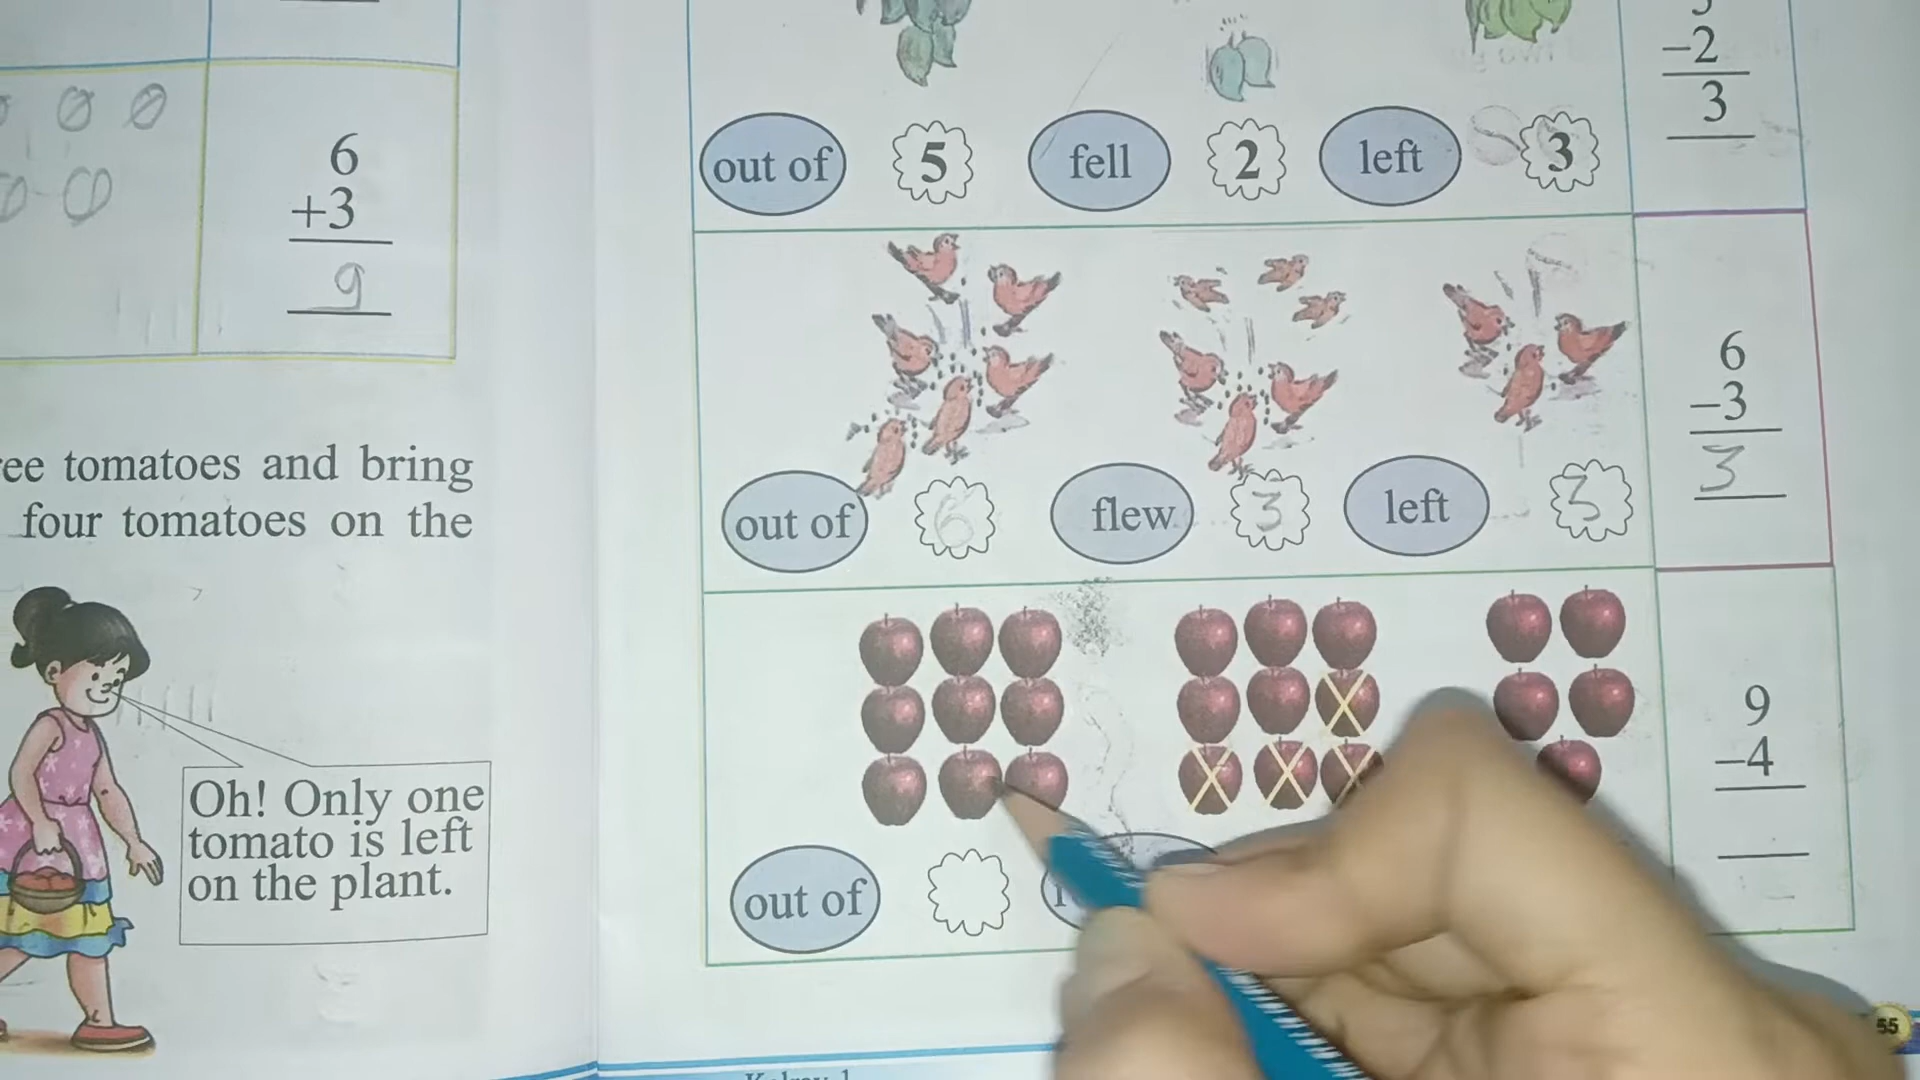 6
+3
9
ee tomatoes and bring
four tomatoes on the
Oh! Only one
tomato is left
on the plant.
−2
3
out of 5 fell 2 left 3
6
−3
3
out of 6 flew 3 left 3
9
−4
out of
55